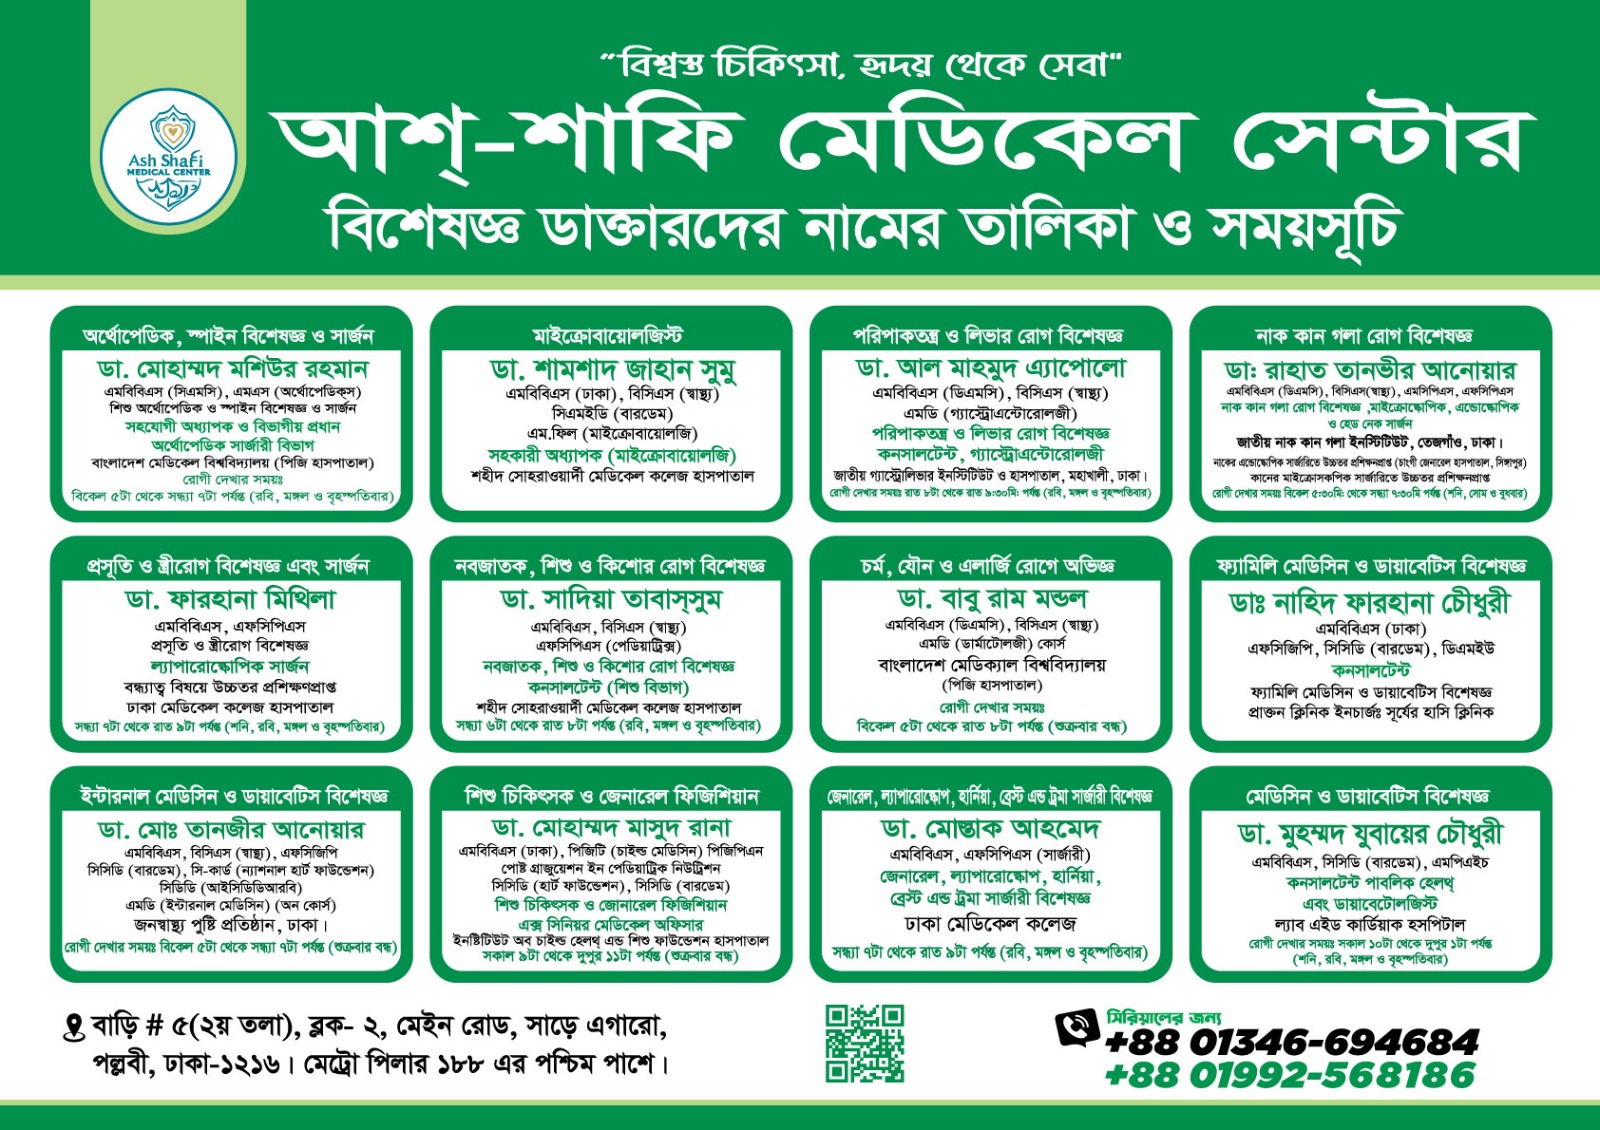 "বিশ্বস্ত চিকিৎসা, হৃদয় থেকে সেবা"
আশ্-শাফি মেডিকেল সেন্টার
Ash Shafi
MEDICAL CENTER
বিশেষজ্ঞ ডাক্তারদের নামের তালিকা ও সময়সূচি
অর্থোপেডিক, স্পাইন বিশেষজ্ঞ ও সার্জন
ডা. মোহাম্মদ মশিউর রহমান
এমবিবিএস (সিএমসি), এমএস (অর্থোপেডিক্স)
শিশু অর্থোপেডিক ও স্পাইন বিশেষজ্ঞ ও সার্জন
সহযোগী অধ্যাপক ও বিভাগীয় প্রধান
অর্থোপেডিক সার্জারী বিভাগ
বাংলাদেশ মেডিকেল বিশ্ববিদ্যালয় (পিজি হাসপাতাল)
রোগী দেখার সময়ঃ
বিকেল ৫টা থেকে সন্ধ্যা ৭টা পর্যন্ত (রবি, মঙ্গল ও বৃহস্পতিবার)
মাইক্রোবায়োলজিস্ট
ডা. শামশাদ জাহান সুমু
এমবিবিএস (ঢাকা), বিসিএস (স্বাস্থ্য)
সিএমইডি (বারডেম)
এম.ফিল (মাইক্রোবায়োলজি)
সহকারী অধ্যাপক (মাইক্রোবায়োলজি)
শহীদ সোহরাওয়ার্দী মেডিকেল কলেজ হাসপাতাল
পরিপাকতন্ত্র ও লিভার রোগ বিশেষজ্ঞ
ডা. আল মাহমুদ এ্যাপোলো
এমবিবিএস (ডিএমসি), বিসিএস (স্বাস্থ্য)
এমডি (গ্যাস্ট্রোএন্টোরোলজী)
পরিপাকতন্ত্র ও লিভার রোগ বিশেষজ্ঞ
কনসালটেন্ট, গ্যাস্ট্রোএন্টোরোলজী
জাতীয় গ্যাস্ট্রোলিভার ইনস্টিটিউট ও হাসপাতাল, মহাখালী, ঢাকা।
রোগী দেখার সময়ঃ রাত ৮টা থেকে রাত ৯:৩০মি: পর্যন্ত (রবি, মঙ্গল ও বৃহস্পতিবার)
নাক কান গলা রোগ বিশেষজ্ঞ
ডা: রাহাত তানভীর আনোয়ার
এমবিবিএস (ডিএমসি), বিসিএস(স্বাস্থ্য), এমসিপিএস, এফসিপিএস
নাক কান গলা রোগ বিশেষজ্ঞ ,মাইক্রোস্কোপিক, এন্ডোস্কোপিক
ও হেড নেক সার্জন
জাতীয় নাক কান গলা ইনস্টিটিউট, তেজগাঁও, ঢাকা।
নাকের এন্ডোস্কোপিক সার্জারিতে উচ্চতর প্রশিক্ষনপ্রাপ্ত (চাংগী জেনারেল হাসপাতাল, সিঙ্গাপুর)
কানের মাইক্রোসকপিক সার্জারিতে উচ্চতর প্রশিক্ষনপ্রাপ্ত
রোগী দেখার সময়ঃ বিকেল ৫:৩০মি: থেকে সন্ধ্যা ৭:৩০মি পর্যন্ত (শনি, সোম ও বুধবার)
প্রসূতি ও স্ত্রীরোগ বিশেষজ্ঞ এবং সার্জন
ডা. ফারহানা মিথিলা
এমবিবিএস, এফসিপিএস
প্রসূতি ও স্ত্রীরোগ বিশেষজ্ঞ
ল্যাপারোস্কোপিক সার্জন
বন্ধ্যাত্ব বিষয়ে উচ্চতর প্রশিক্ষণপ্রাপ্ত
ঢাকা মেডিকেল কলেজ হাসপাতাল
সন্ধ্যা ৭টা থেকে রাত ৯টা পর্যন্ত (শনি, রবি, মঙ্গল ও বৃহস্পতিবার)
নবজাতক, শিশু ও কিশোর রোগ বিশেষজ্ঞ
ডা. সাদিয়া তাবাস্সুম
এমবিবিএস, বিসিএস (স্বাস্থ্য)
এফসিপিএস (পেডিয়াট্রিক্স)
নবজাতক, শিশু ও কিশোর রোগ বিশেষজ্ঞ
কনসালটেন্ট (শিশু বিভাগ)
শহীদ সোহরাওয়ার্দী মেডিকেল কলেজ হাসপাতাল
সন্ধ্যা ৬টা থেকে রাত ৮টা পর্যন্ত (রবি, মঙ্গল ও বৃহস্পতিবার)
চর্ম, যৌন ও এলার্জি রোগে অভিজ্ঞ
ডা. বাবু রাম মন্ডল
এমবিবিএস (ডিএমসি), বিসিএস (স্বাস্থ্য)
এমডি (ডার্মাটোলজী) কোর্স
বাংলাদেশ মেডিক্যাল বিশ্ববিদ্যালয়
(পিজি হাসপাতাল)
রোগী দেখার সময়ঃ
বিকেল ৫টা থেকে রাত ৮টা পর্যন্ত (শুক্রবার বন্ধ)
ফ্যামিলি মেডিসিন ও ডায়াবেটিস বিশেষজ্ঞ
ডাঃ নাহিদ ফারহানা চৌধুরী
এমবিবিএস (ঢাকা)
এফসিজিপি, সিসিডি (বারডেম), ডিএমইউ
কনসালটেন্ট
ফ্যামিলি মেডিসিন ও ডায়াবেটিস বিশেষজ্ঞ
প্রাক্তন ক্লিনিক ইনচার্জঃ সূর্যের হাসি ক্লিনিক
ইন্টারনাল মেডিসিন ও ডায়াবেটিস বিশেষজ্ঞ
ডা. মোঃ তানজীর আনোয়ার
এমবিবিএস, বিসিএস (স্বাস্থ্য), এফসিজিপি
সিসিডি (বারডেম), সি-কার্ড (ন্যাশনাল হার্ট ফাউন্ডেশন)
সিডিডি (আইসিডিডিআরবি)
এমডি (ইন্টারনাল মেডিসিন) (অন কোর্স)
জনস্বাস্থ্য পুষ্টি প্রতিষ্ঠান, ঢাকা।
রোগী দেখার সময়ঃ বিকেল ৫টা থেকে সন্ধ্যা ৭টা পর্যন্ত (শুক্রবার বন্ধ)
শিশু চিকিৎসক ও জেনারেল ফিজিশিয়ান
ডা. মোহাম্মদ মাসুদ রানা
এমবিবিএস (ঢাকা), পিজিটি (চাইল্ড মেডিসিন) পিজিপিএন
পোষ্ট গ্রাজুয়েশন ইন পেডিয়াট্রিক নিউট্রিশন
সিসিডি (হার্ট ফাউন্ডেশন), সিসিডি (বারডেম)
শিশু চিকিৎসক ও জেনারেল ফিজিশিয়ান
এক্স সিনিয়র মেডিকেল অফিসার
ইনষ্টিটিউট অব চাইল্ড হেলথ্ এন্ড শিশু ফাউন্ডেশন হাসপাতাল
সকাল ৯টা থেকে দুপুর ১১টা পর্যন্ত (শুক্রবার বন্ধ)
জেনারেল, ল্যাপারোস্কোপ, হার্নিয়া, ব্রেস্ট এন্ড ট্রমা সার্জারী বিশেষজ্ঞ
ডা. মোস্তাক আহমেদ
এমবিবিএস, এফসিপিএস (সার্জারী)
জেনারেল, ল্যাপারোস্কোপ, হার্নিয়া,
ব্রেস্ট এন্ড ট্রমা সার্জারী বিশেষজ্ঞ
ঢাকা মেডিকেল কলেজ
সন্ধ্যা ৭টা থেকে রাত ৯টা পর্যন্ত (রবি, মঙ্গল ও বৃহস্পতিবার)
মেডিসিন ও ডায়াবেটিস বিশেষজ্ঞ
ডা. মুহম্মদ যুবায়ের চৌধুরী
এমবিবিএস, সিসিডি (বারডেম), এমপিএইচ
কনসালটেন্ট পাবলিক হেলথ্
এবং ডায়াবেটোলজিস্ট
ল্যাব এইড কার্ডিয়াক হসপিটাল
রোগী দেখার সময়ঃ সকাল ১০টা থেকে দুপুর ১টা পর্যন্ত
(শনি, রবি, মঙ্গল ও বৃহস্পতিবার)
বাড়ি # ৫(২য় তলা), ব্লক- ২, মেইন রোড, সাড়ে এগারো,
পল্লবী, ঢাকা-১২১৬। মেট্রো পিলার ১৮৮ এর পশ্চিম পাশে।
সিরিয়ালের জন্য
+88 01346-694684
+88 01992-568186